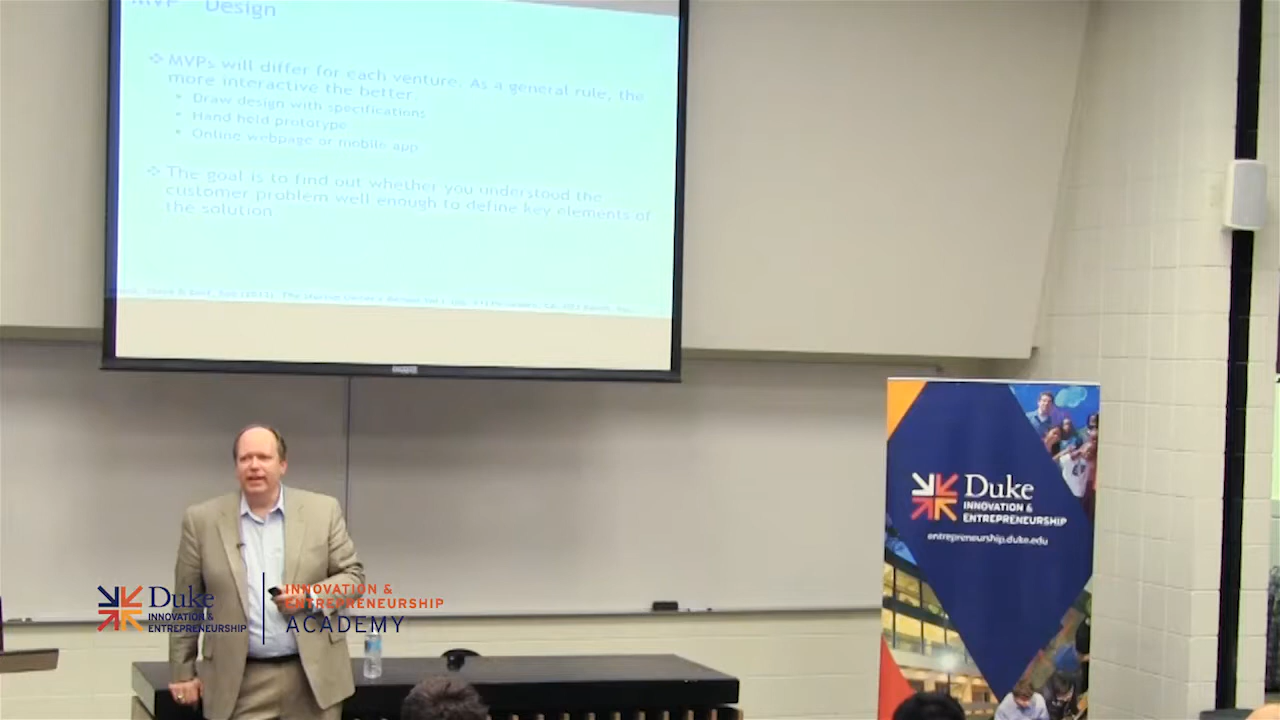 MVP - Design
MVPs will differ for each venture. As a general rule, the
more interactive the better
Draw design with specifications
Hand held prototype
Online webpage or mobile app
The goal is to find out whether you understood the
customer problem well enough to define key elements of
the solution
Duke
INNOVATION &
ENTREPRENEURSHIP
entrepreneurship.duke.edu
Duke
INNOVATION &
ENTREPRENEURSHIP
INNOVATION &
ENTREPRENEURSHIP
ACADEMY